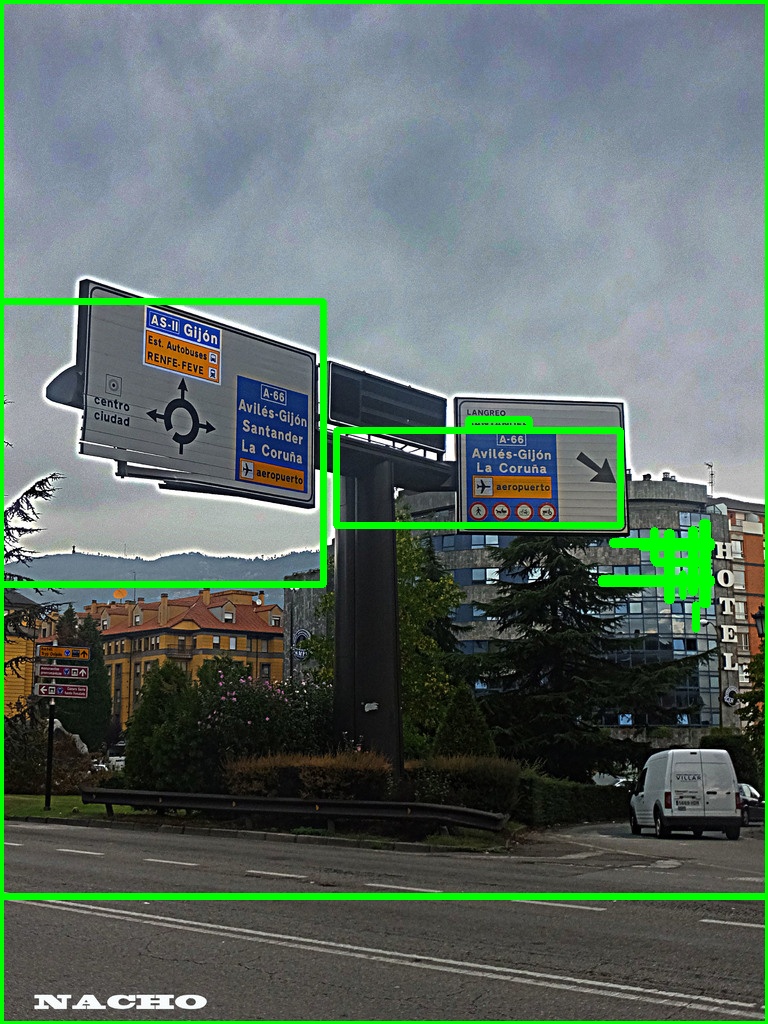 AS-II Gijón
Est. Autobuses
RENFE-FEVE
centro
ciudad
A-66
Avilés-Gijón
Santander
La Coruña
aeropuerto
LANGREO
A-66
Avilés-Gijón
La Coruña
aeropuerto
HOTEL
VILLAR
NACHO